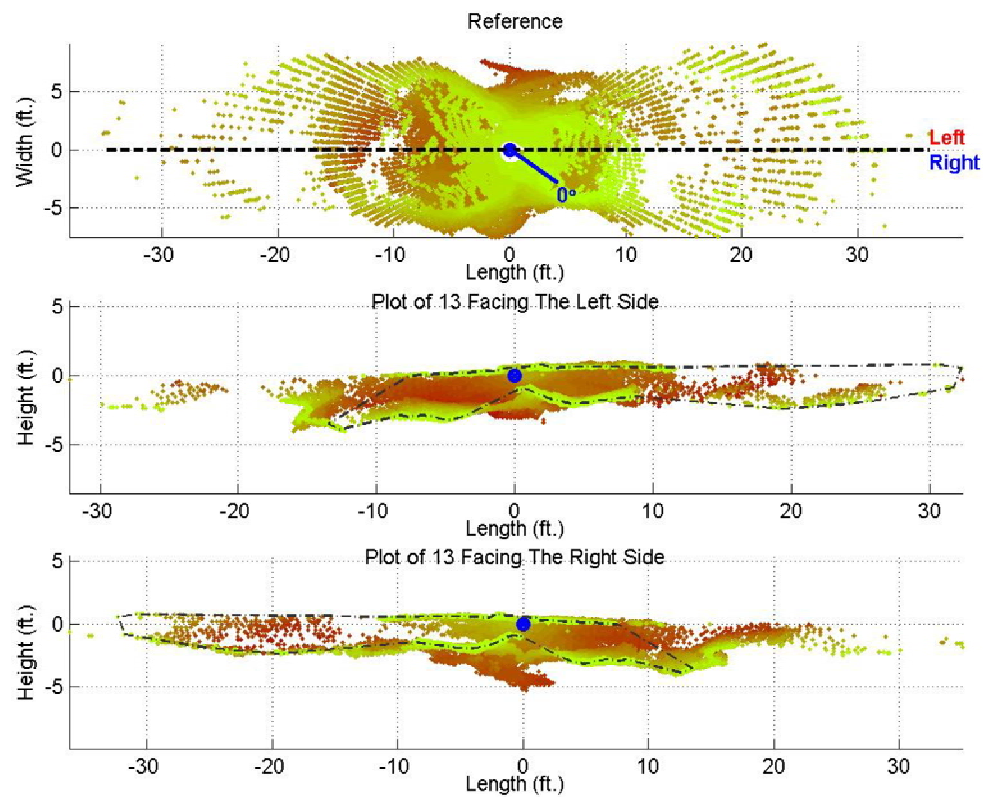 Reference
Width (ft.)
5
0
-5
Left
Right
0°
-30 -20 -10 0 10 20 30
Length (ft.)
Plot of 13 Facing The Left Side
Height (ft.)
5
0
-5
-30 -20 -10 0 10 20 30
Length (ft.)
Plot of 13 Facing The Right Side
Height (ft.)
5
0
-5
-30 -20 -10 0 10 20 30
Length (ft.)